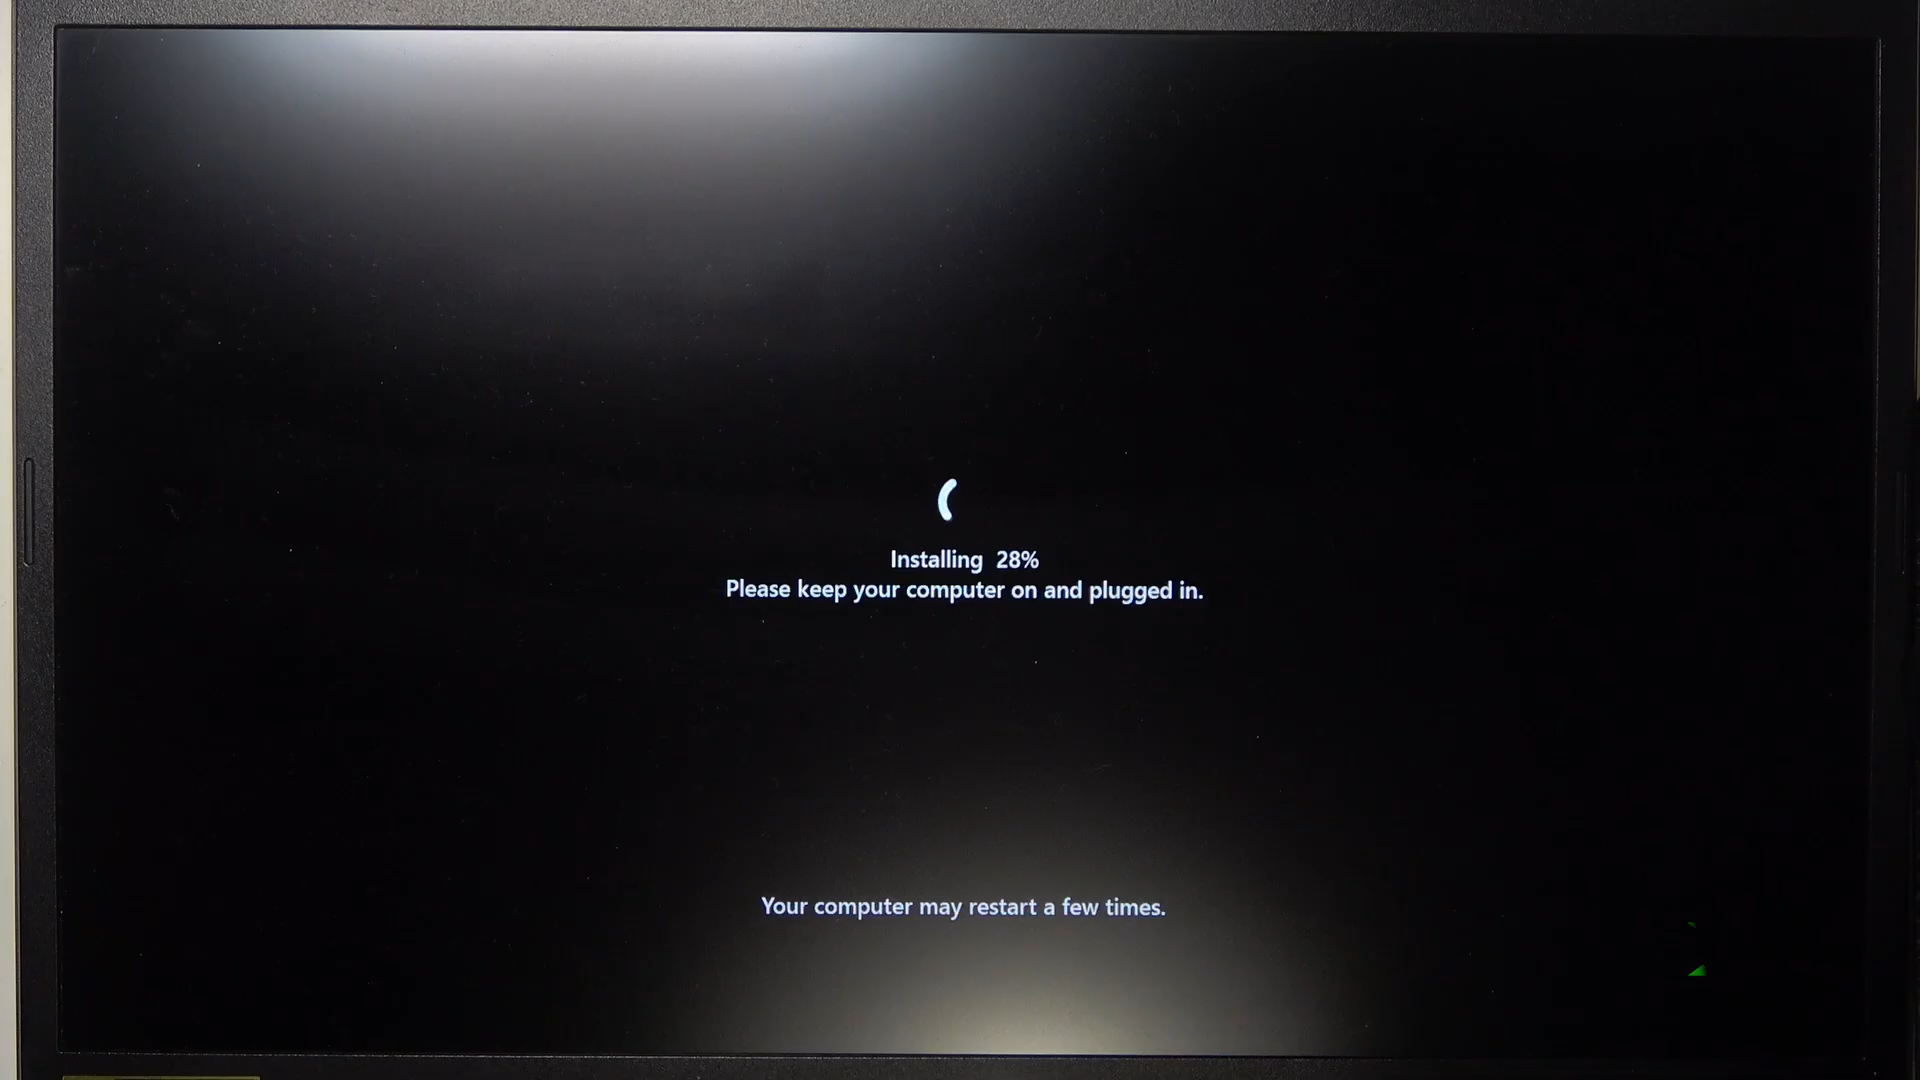 Installing 28%
Please keep your computer on and plugged in.
Your computer may restart a few times.